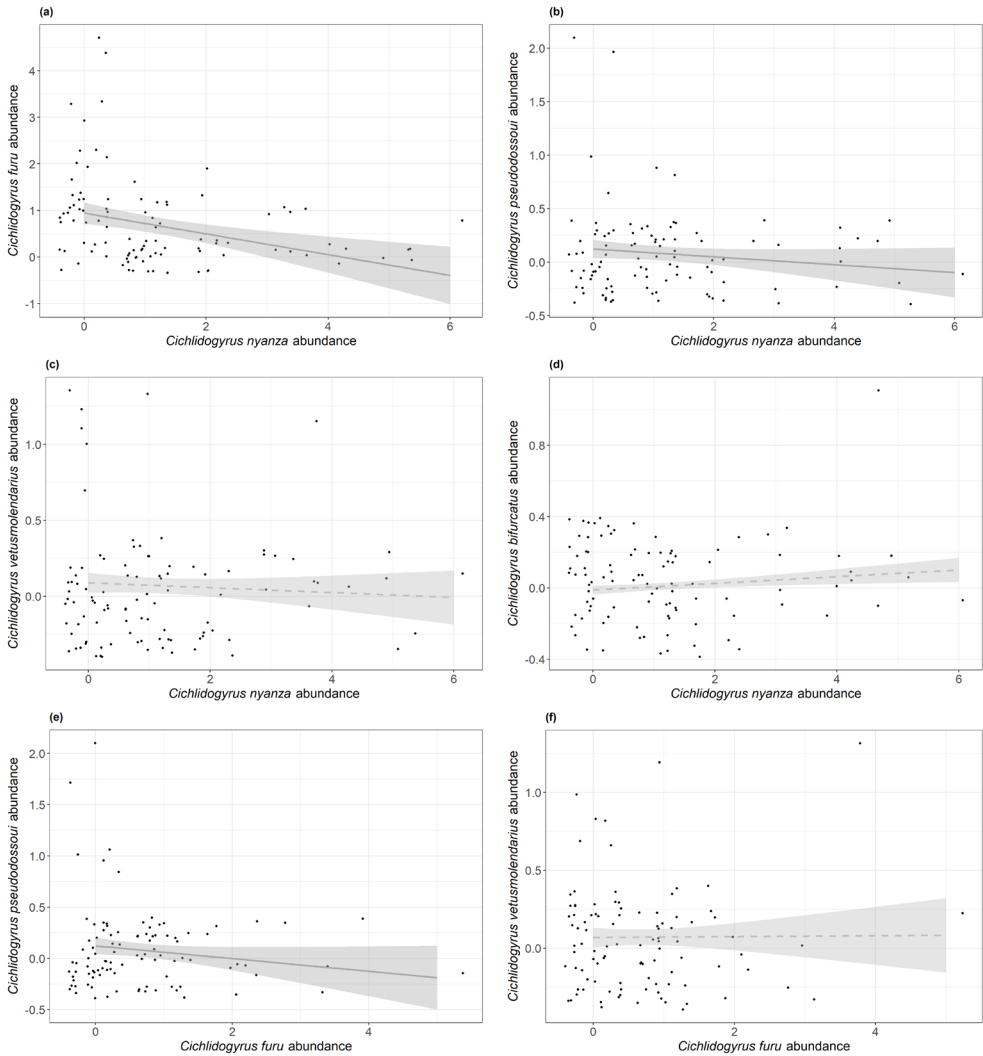 (a)
Cichlidogyrus furu abundance
4
3
2
1
0
-1
0 2 4 6
Cichlidogyrus nyanza abundance
(b)
Cichlidogyrus pseudodossoui abundance
2.0
1.5
1.0
0.5
0.0
-0.5
0 2 4 6
Cichlidogyrus nyanza abundance
(c)
Cichlidogyrus vetusmolendarius abundance
1.0
0.5
0.0
0 2 4 6
Cichlidogyrus nyanza abundance
(d)
Cichlidogyrus bifurcatus abundance
0.8
0.4
0.0
-0.4
0 2 4 6
Cichlidogyrus nyanza abundance
(e)
Cichlidogyrus pseudodossoui abundance
2.0
1.5
1.0
0.5
0.0
-0.5
0 2 4
Cichlidogyrus furu abundance
(f)
Cichlidogyrus vetusmolendarius abundance
1.0
0.5
0.0
0 2 4
Cichlidogyrus furu abundance